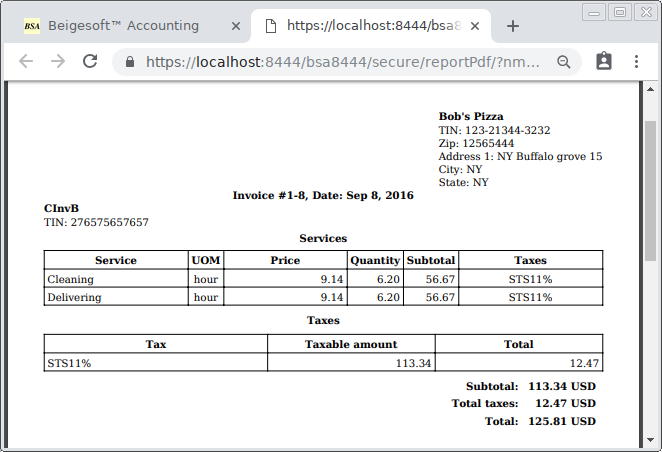 BSA Beigesoft™ Accounting
https://localhost:8444/bsa8
https://localhost:8444/bsa8444/secure/reportPdf/?nm...
Bob's Pizza
TIN: 123-21344-3232
Zip: 12565444
Address 1: NY Buffalo grove 15
City: NY
State: NY
Invoice #1-8, Date: Sep 8, 2016
CInvB
TIN: 276575657657
Services
Service UOM Price Quantity Subtotal Taxes
Cleaning hour 9.14 6.20 56.67 STS11%
Delivering hour 9.14 6.20 56.67 STS11%
Taxes
Tax Taxable amount Total
STS11% 113.34 12.47
Subtotal: 113.34 USD
Total taxes: 12.47 USD
Total: 125.81 USD